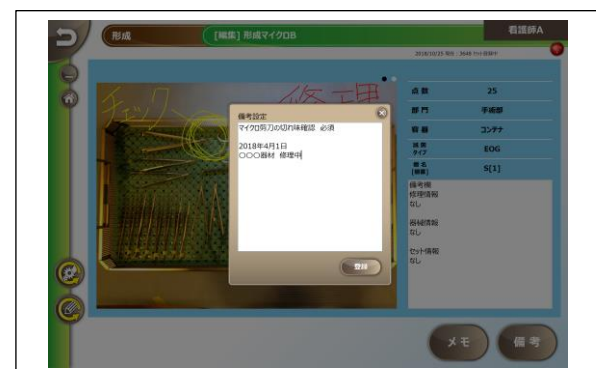 形成
[編集] 形成マイクロDB
看護師A
チェック
修理
点 数
25
部 門
手術部
容 器
コンテナ
滅 菌
タイプ
EOG
S[1]
備考欄
修理情報
なし
器械情報
なし
セット情報
なし
備考設定
マイクロ剪刀の切れ味確認 必須
2018年4月1日
〇〇〇器材 修理中
登録
メモ
備 考